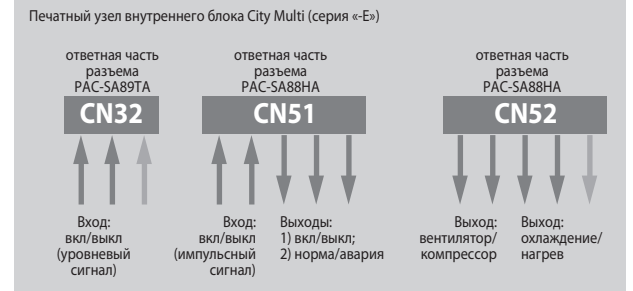 Печатный узел внутреннего блока City Multi (серия «-E»)
ответная часть
разъема
PAC-SA89TA
CN32
Вход:
вкл/выкл
(уровневый
сигнал)
ответная часть
разъема
PAC-SA88HA
CN51
Вход:
вкл/выкл
(импульсный
сигнал)
Выходы:
1) вкл/выкл;
2) норма/авария
ответная часть
разъема
PAC-SA88HA
CN52
Выход:
вентилятор/
компрессор
Выход:
охлаждение/
нагрев